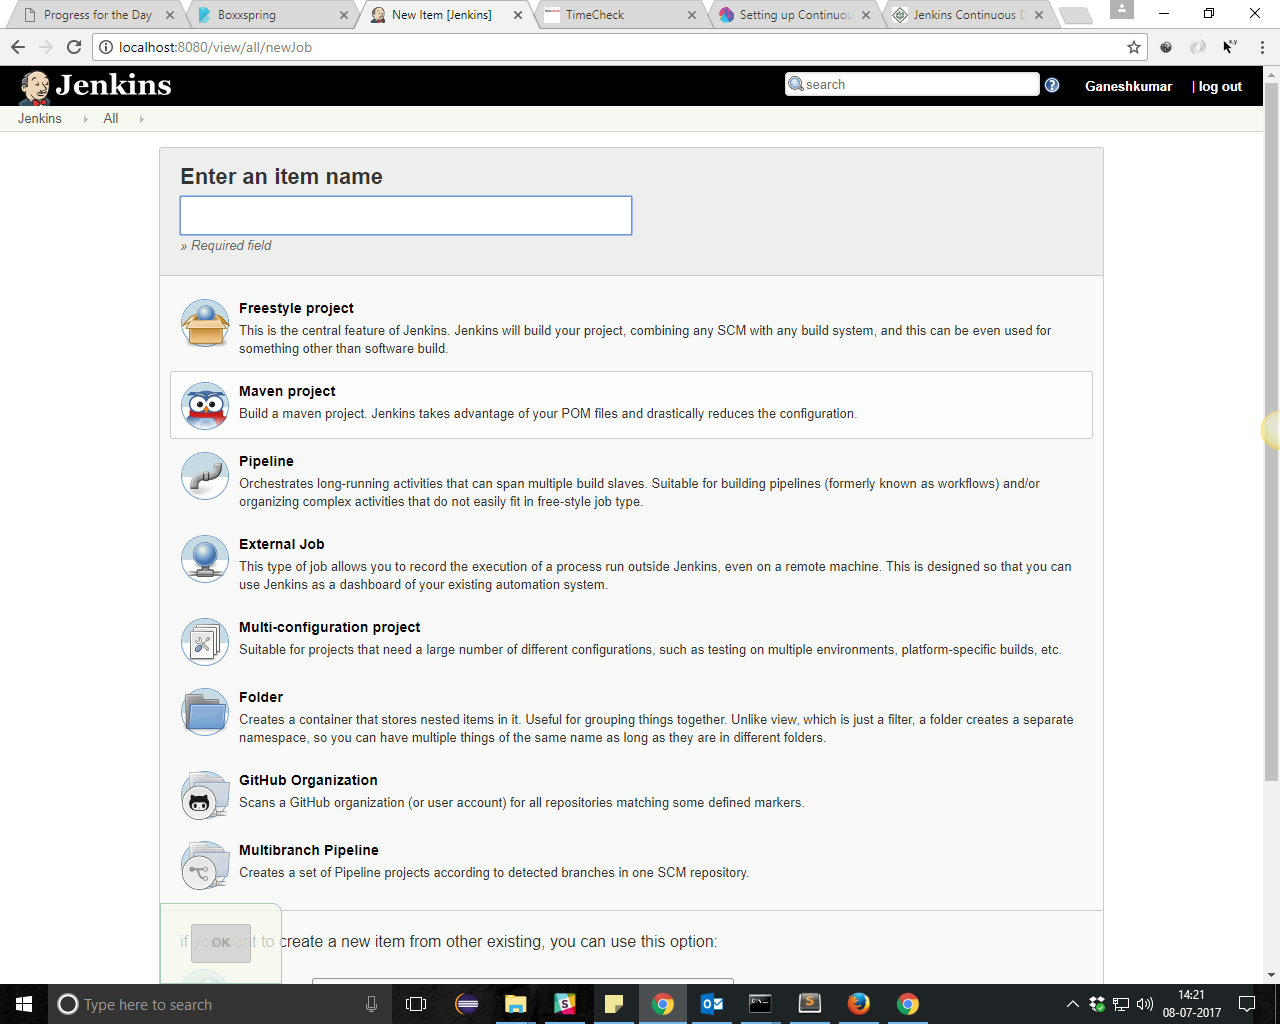 Progress for the Day
Boxxspring
New Item [Jenkins]
TimeCheck
Setting up Continuou
Jenkins Continuous D
localhost:8080/view/all/newJob
Jenkins
search
Ganeshkumar
| log out
Jenkins
All
Enter an item name
» Required field
Freestyle project
This is the central feature of Jenkins. Jenkins will build your project, combining any SCM with any build system, and this can be even used for
something other than software build.
Maven project
Build a maven project. Jenkins takes advantage of your POM files and drastically reduces the configuration.
Pipeline
Orchestrates long-running activities that can span multiple build slaves. Suitable for building pipelines (formerly known as workflows) and/or
organizing complex activities that do not easily fit in free-style job type.
External Job
This type of job allows you to record the execution of a process run outside Jenkins, even on a remote machine. This is designed so that you can
use Jenkins as a dashboard of your existing automation system.
Multi-configuration project
Suitable for projects that need a large number of different configurations, such as testing on multiple environments, platform-specific builds, etc.
Folder
Creates a container that stores nested items in it. Useful for grouping things together. Unlike view, which is just a filter, a folder creates a separate
namespace, so you can have multiple things of the same name as long as they are in different folders.
GitHub Organization
Scans a GitHub organization (or user account) for all repositories matching some defined markers.
Multibranch Pipeline
Creates a set of Pipeline projects according to detected branches in one SCM repository.
if you want to create a new item from other existing, you can use this option:
OK
Type here to search
14:21
08-07-2017